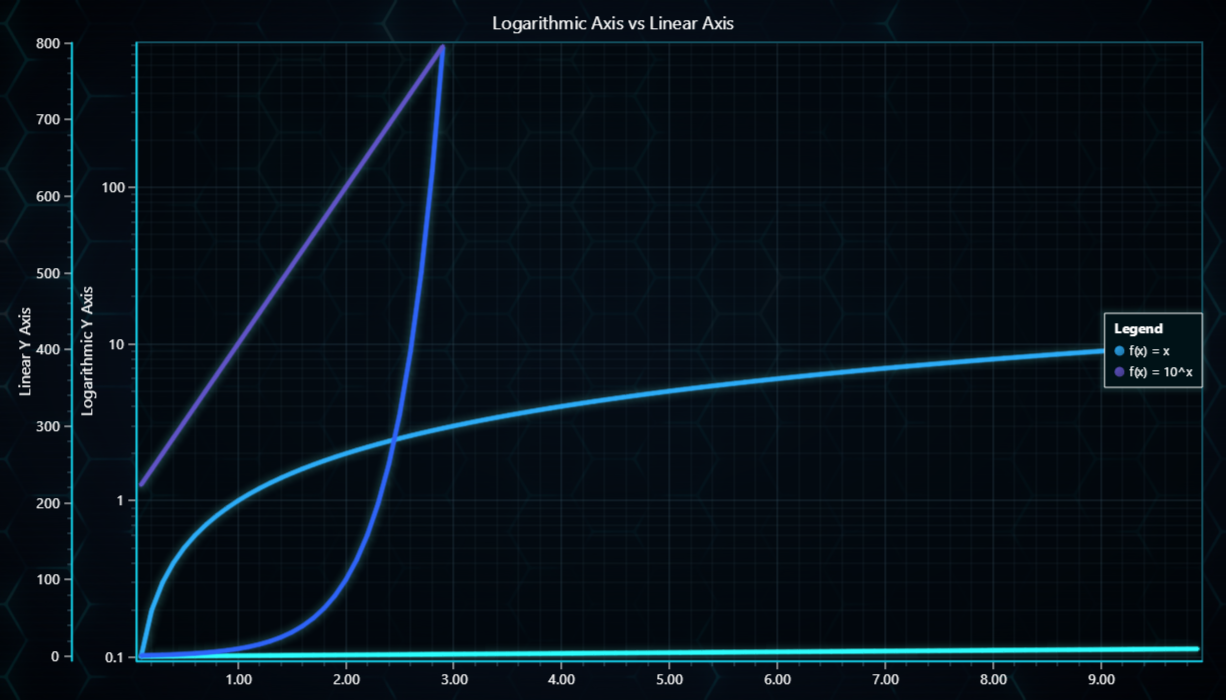 Logarithmic Axis vs Linear Axis
800
700
600
500
400
300
200
100
0
Linear Y Axis
100
10
1
0.1
Logarithmic Y Axis
Legend
f(x) = x
f(x) = 10^x
1.00 2.00 3.00 4.00 5.00 6.00 7.00 8.00 9.00